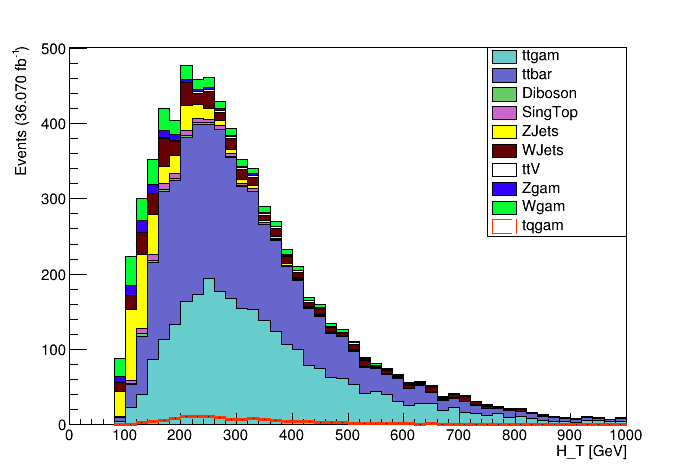 Events (36.070 fb⁻¹)
500
400
300
200
100
0
ttgam
ttbar
Diboson
SingTop
ZJets
WJets
ttV
Zgam
Wgam
tqgam
0 100 200 300 400 500 600 700 800 900 1000
H_T [GeV]